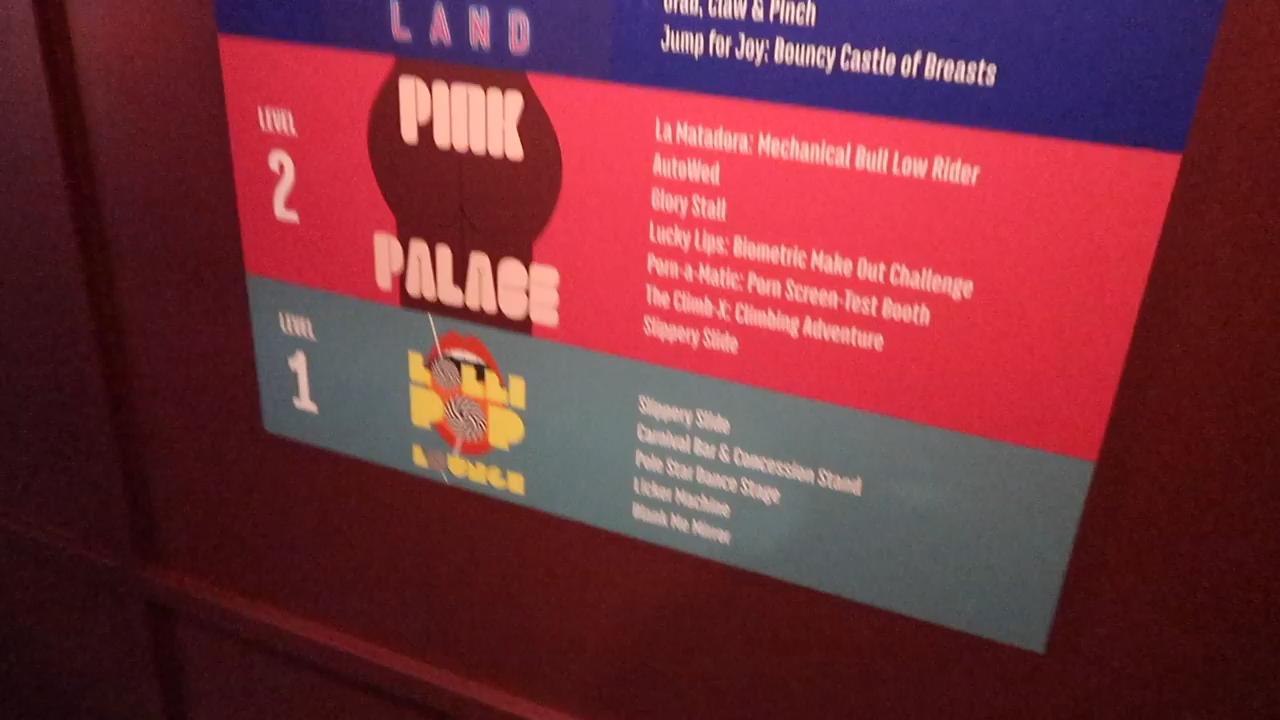 LAND
Grab, Claw & Pinch
Jump for Joy: Bouncy Castle of Breasts
LEVEL
2
PINK
PALACE
La Matadora: Mechanical Bull Low Rider
AutoWed
Glory Stall
Lucky Lips: Biometric Make Out Challenge
Porn-a-Matic: Porn Screen-Test Booth
The Climb-X: Climbing Adventure
Slippery Slide
LEVEL
1
LOLLI
POP
LOUNGE
Slippery Slide
Carnival Bar & Concession Stand
Pole Star Dance Stage
Licker Machine
Me Mirror